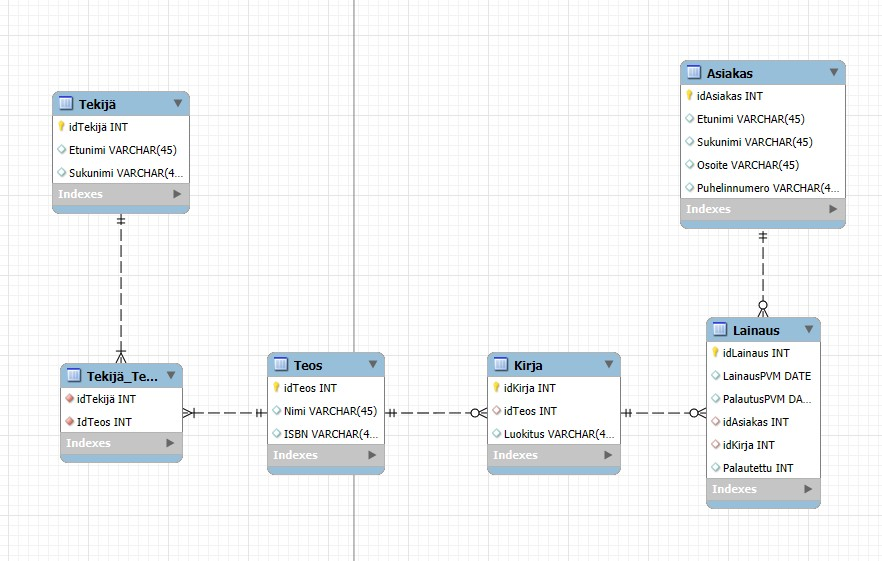 Tekijä
idTekijä INT
Etunimi VARCHAR(45)
Sukunimi VARCHAR(4...
Indexes
Asiakas
idAsiakas INT
Etunimi VARCHAR(45)
Sukunimi VARCHAR(45)
Osoite VARCHAR(45)
Puhelinnumero VARCHAR(4...
Indexes
Tekijä_Te...
idTekijä INT
IdTeos INT
Indexes
Teos
idTeos INT
Nimi VARCHAR(45)
ISBN VARCHAR(4...
Indexes
Kirja
idKirja INT
idTeos INT
Luokitus VARCHAR(4...
Indexes
Lainaus
idLainaus INT
LainausPVM DATE
PalautusPVM DA...
idAsiakas INT
idKirja INT
Palautettu INT
Indexes